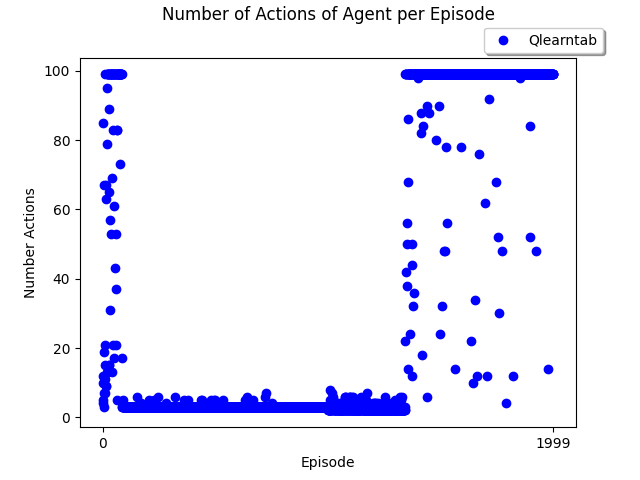 Number of Actions of Agent per Episode
Qlearntab
100
80
60
40
20
0
Number Actions
0 1999
Episode